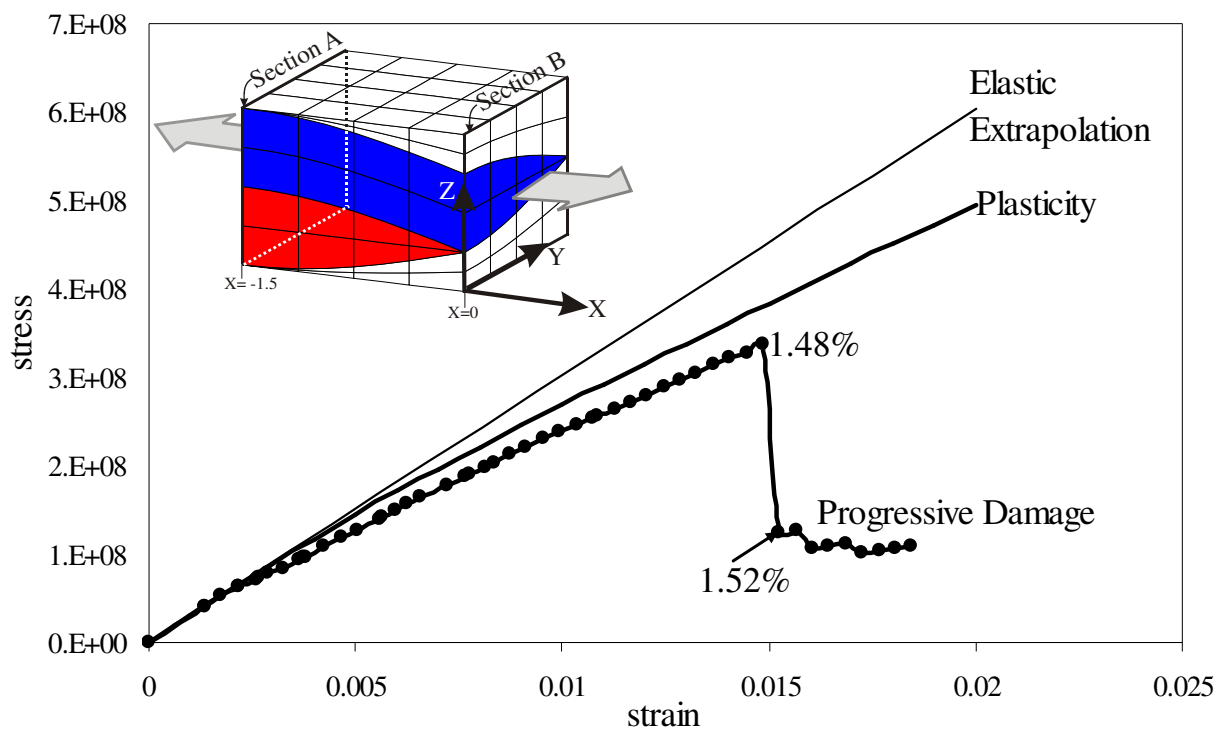 7.E+08
6.E+08
5.E+08
4.E+08
3.E+08
2.E+08
1.E+08
0.E+00
stress
Section A
Section B
Z
Y
X
X= -1.5
X=0
Elastic
Extrapolation
Plasticity
1.48%
Progressive Damage
1.52%
0
0.005
0.01
0.015
0.02
0.025
strain